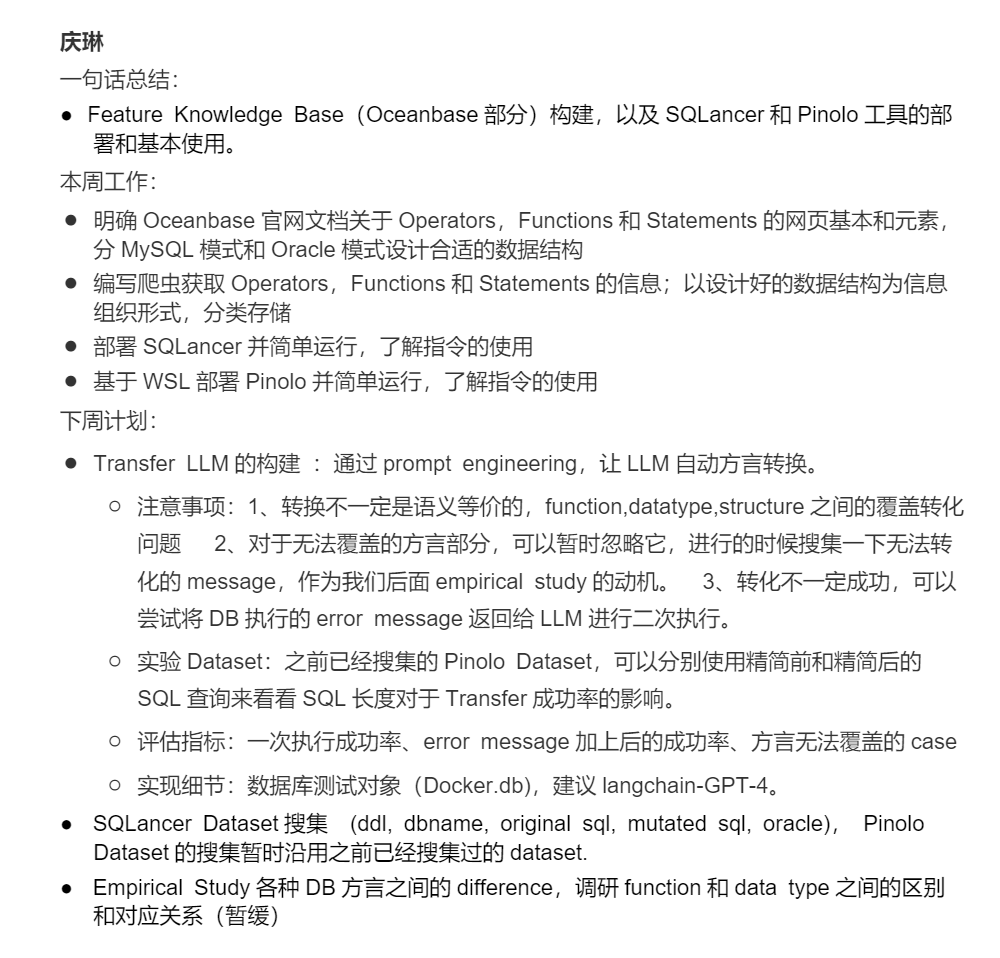 庆琳
一句话总结：
● Feature Knowledge Base（Oceanbase 部分）构建，以及 SQLancer 和 Pinolo 工具的部
署和基本使用。
本周工作：
● 明确 Oceanbase 官网文档关于 Operators，Functions 和 Statements 的网页基本和元素，
分 MySQL 模式和 Oracle 模式设计合适的数据结构
● 编写爬虫获取 Operators，Functions 和 Statements 的信息；以设计好的数据结构为信息
组织形式，分类存储
● 部署 SQLancer 并简单运行，了解指令的使用
● 基于 WSL 部署 Pinolo 并简单运行，了解指令的使用
下周计划：
● Transfer LLM 的构建 ：通过 prompt engineering，让 LLM 自动方言转换。
○ 注意事项：1、转换不一定是语义等价的，function,datatype,structure 之间的覆盖转化
问题 2、对于无法覆盖的方言部分，可以暂时忽略它，进行的时候搜集一下无法转
化的 message，作为我们后面 empirical study 的动机。 3、转化不一定成功，可以
尝试将 DB 执行的 error message 返回给 LLM 进行二次执行。
○ 实验 Dataset：之前已经搜集的 Pinolo Dataset，可以分别使用精简前和精简后的
SQL 查询来看看 SQL 长度对于 Transfer 成功率的影响。
○ 评估指标：一次执行成功率、error message 加上后的成功率、方言无法覆盖的 case
○ 实现细节：数据库测试对象（Docker.db)，建议 langchain-GPT-4。
● SQLancer Dataset 搜集 (ddl, dbname, original sql, mutated sql, oracle)， Pinolo
Dataset 的搜集暂时沿用之前已经搜集过的 dataset.
● Empirical Study 各种 DB 方言之间的 difference，调研 function 和 data type 之间的区别
和对应关系（暂缓）